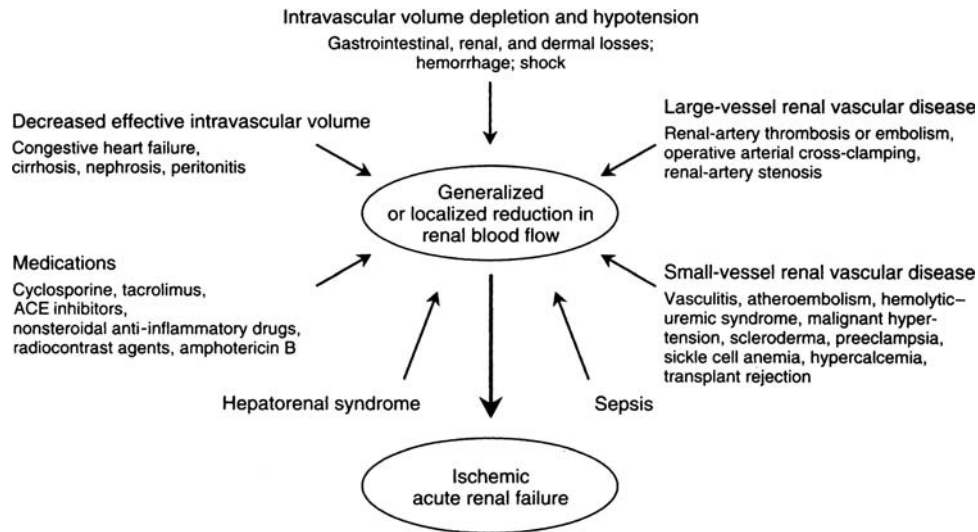 Intravascular volume depletion and hypotension
Gastrointestinal, renal, and dermal losses;
hemorrhage; shock
Decreased effective intravascular volume
Congestive heart failure,
cirrhosis, nephrosis, peritonitis
Large-vessel renal vascular disease
Renal-artery thrombosis or embolism,
operative arterial cross-clamping,
renal-artery stenosis
Generalized
or localized reduction in
renal blood flow
Medications
Cyclosporine, tacrolimus,
ACE inhibitors,
nonsteroidal anti-inflammatory drugs,
radiocontrast agents, amphotericin B
Small-vessel renal vascular disease
Vasculitis, atheroembolism, hemolytic–
uremic syndrome, malignant hyper-
tension, scleroderma, preeclampsia,
sickle cell anemia, hypercalcemia,
transplant rejection
Hepatorenal syndrome
Sepsis
Ischemic
acute renal failure